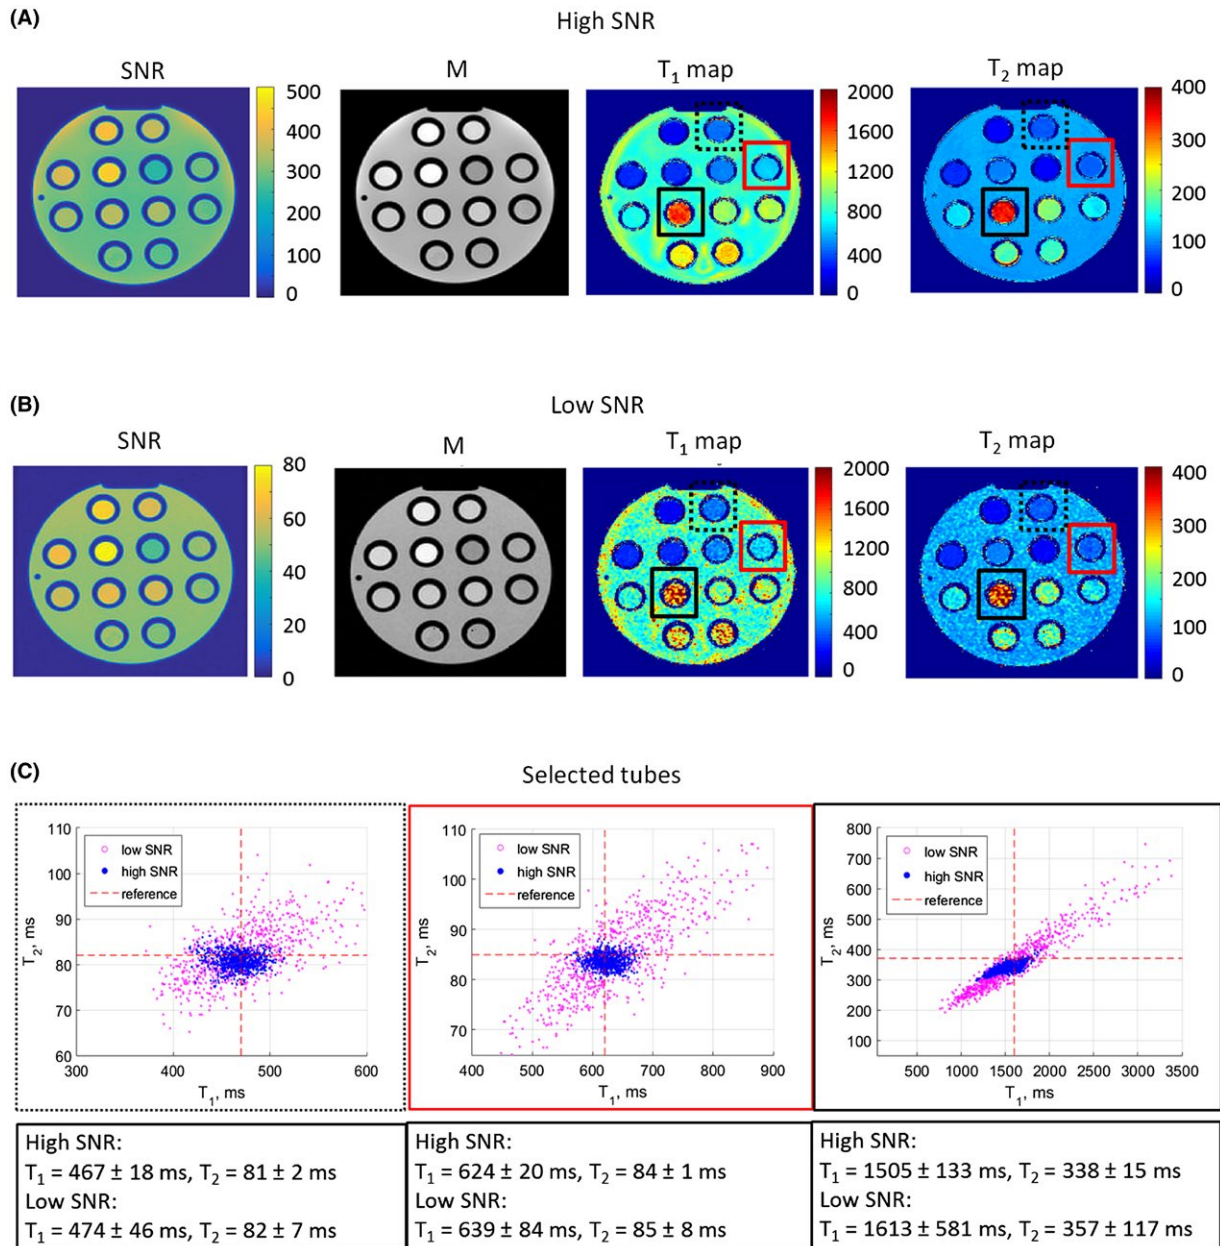 (A)
High SNR
SNR
M
T1 map
T2 map
500
400
300
200
100
0
2000
1600
1200
800
400
0
400
300
200
100
0
(B)
Low SNR
SNR
M
T1 map
T2 map
80
60
40
20
0
2000
1600
1200
800
400
0
400
300
200
100
0
(C)
Selected tubes
110
100
90
80
70
60
T2, ms
low SNR
high SNR
reference
300 400 500 600
T1, ms
110
100
90
80
70
T2, ms
low SNR
high SNR
reference
400 500 600 700 800 900
T1, ms
800
700
600
500
400
300
200
100
T2, ms
low SNR
high SNR
reference
500 1000 1500 2000 2500 3000 3500
T1, ms
High SNR:
T1 = 467 ± 18 ms, T2 = 81 ± 2 ms
Low SNR:
T1 = 474 ± 46 ms, T2 = 82 ± 7 ms
High SNR:
T1 = 624 ± 20 ms, T2 = 84 ± 1 ms
Low SNR:
T1 = 639 ± 84 ms, T2 = 85 ± 8 ms
High SNR:
T1 = 1505 ± 133 ms, T2 = 338 ± 15 ms
Low SNR:
T1 = 1613 ± 581 ms, T2 = 357 ± 117 ms